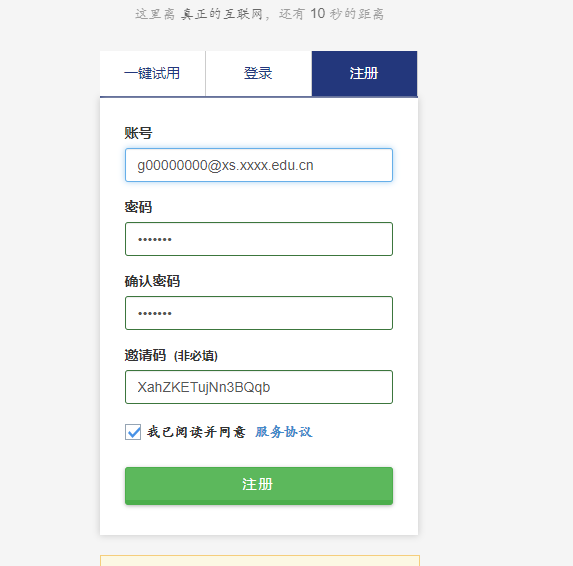 这里离 真正的互联网，还有 10 秒的距离
一键试用 登录 注册
账号
g00000000@xs.xxxx.edu.cn
密码
•••••••
确认密码
•••••••
邀请码 (非必填)
XahZKETujNn3BQqb
我已阅读并同意 服务协议
注册